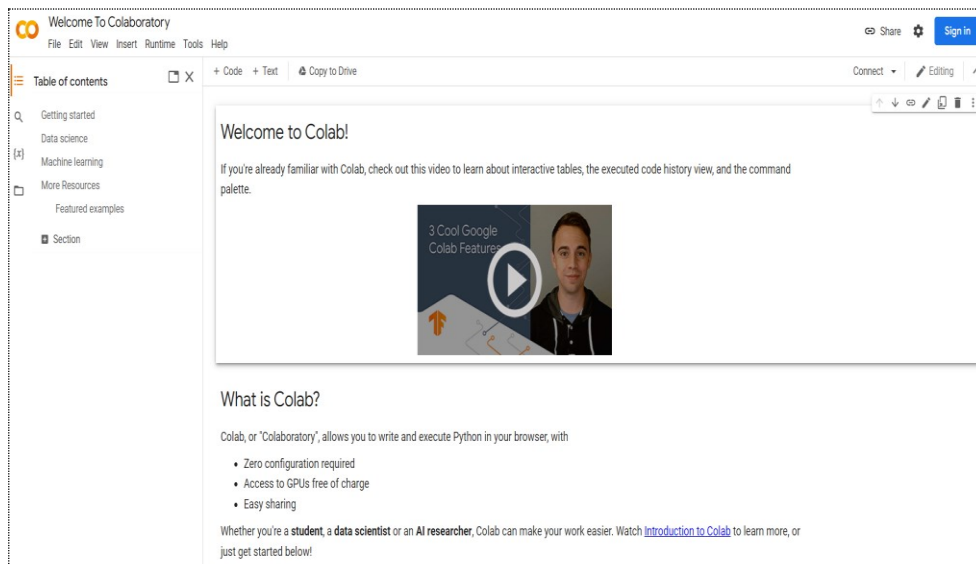 Welcome To Colaboratory
File Edit View Insert Runtime Tools Help
Share
Sign in
Table of contents
+ Code + Text Copy to Drive
Connect
Editing
Getting started
Data science
{x}
Machine learning
More Resources
Featured examples
Section
Welcome to Colab!
If you're already familiar with Colab, check out this video to learn about interactive tables, the executed code history view, and the command
palette.
3 Cool Google
Colab Features
What is Colab?
Colab, or "Colaboratory", allows you to write and execute Python in your browser, with
• Zero configuration required
• Access to GPUs free of charge
• Easy sharing
Whether you're a student, a data scientist or an AI researcher, Colab can make your work easier. Watch Introduction to Colab to learn more, or
just get started below!